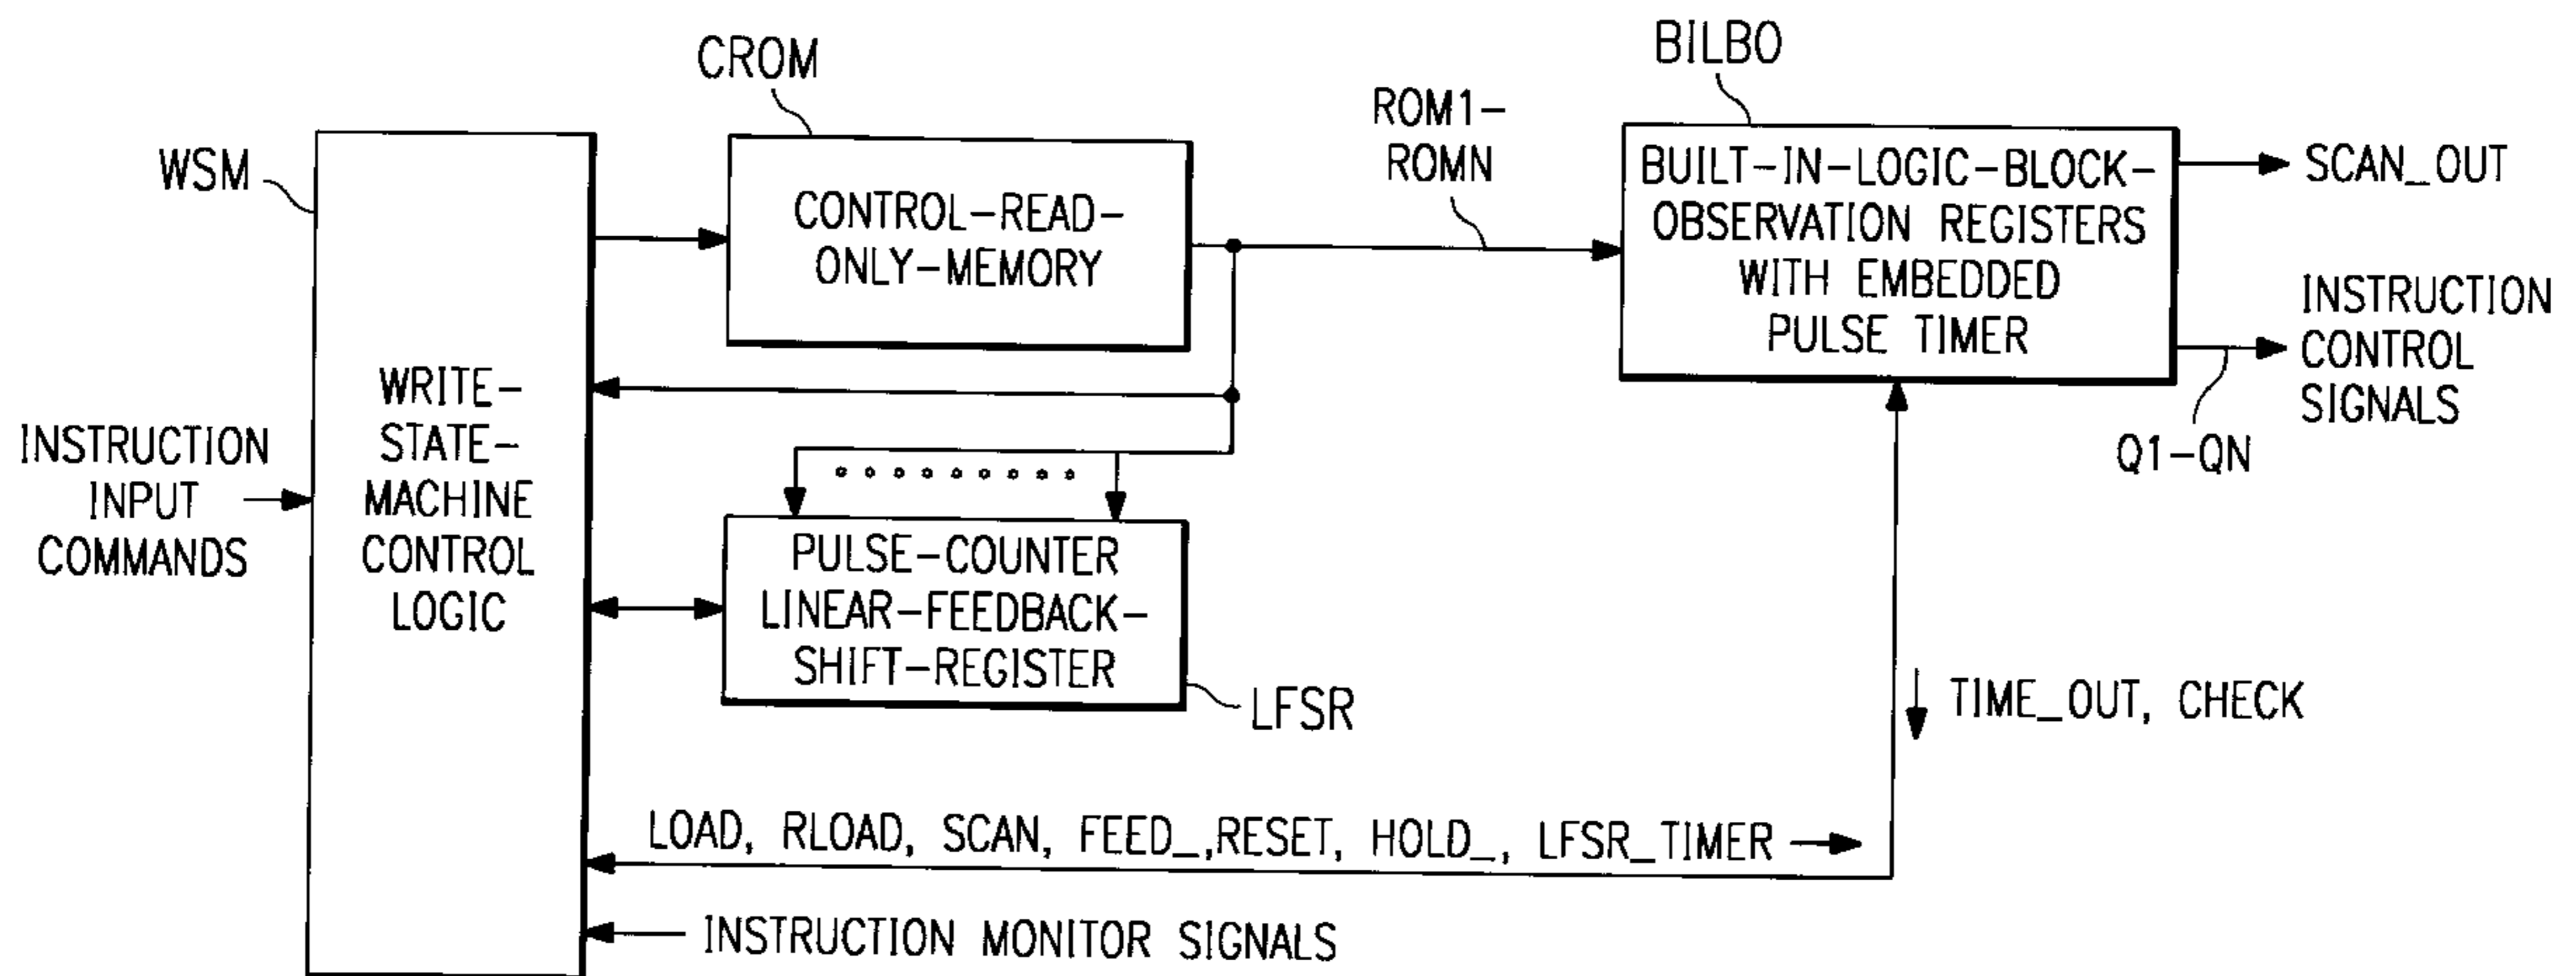 CROM
BILBO
WSM
ROM1-
ROMN
CONTROL-READ-
ONLY-MEMORY
BUILT-IN-LOGIC-BLOCK-
OBSERVATION REGISTERS
WITH EMBEDDED
PULSE TIMER
SCAN_OUT
INSTRUCTION
CONTROL
SIGNALS
Q1-QN
INSTRUCTION
INPUT
COMMANDS
WRITE-
STATE-
MACHINE
CONTROL
LOGIC
PULSE-COUNTER
LINEAR-FEEDBACK-
SHIFT-REGISTER
LFSR
TIME_OUT, CHECK
LOAD, RLOAD, SCAN, FEED_,RESET, HOLD_, LFSR_TIMER
INSTRUCTION MONITOR SIGNALS